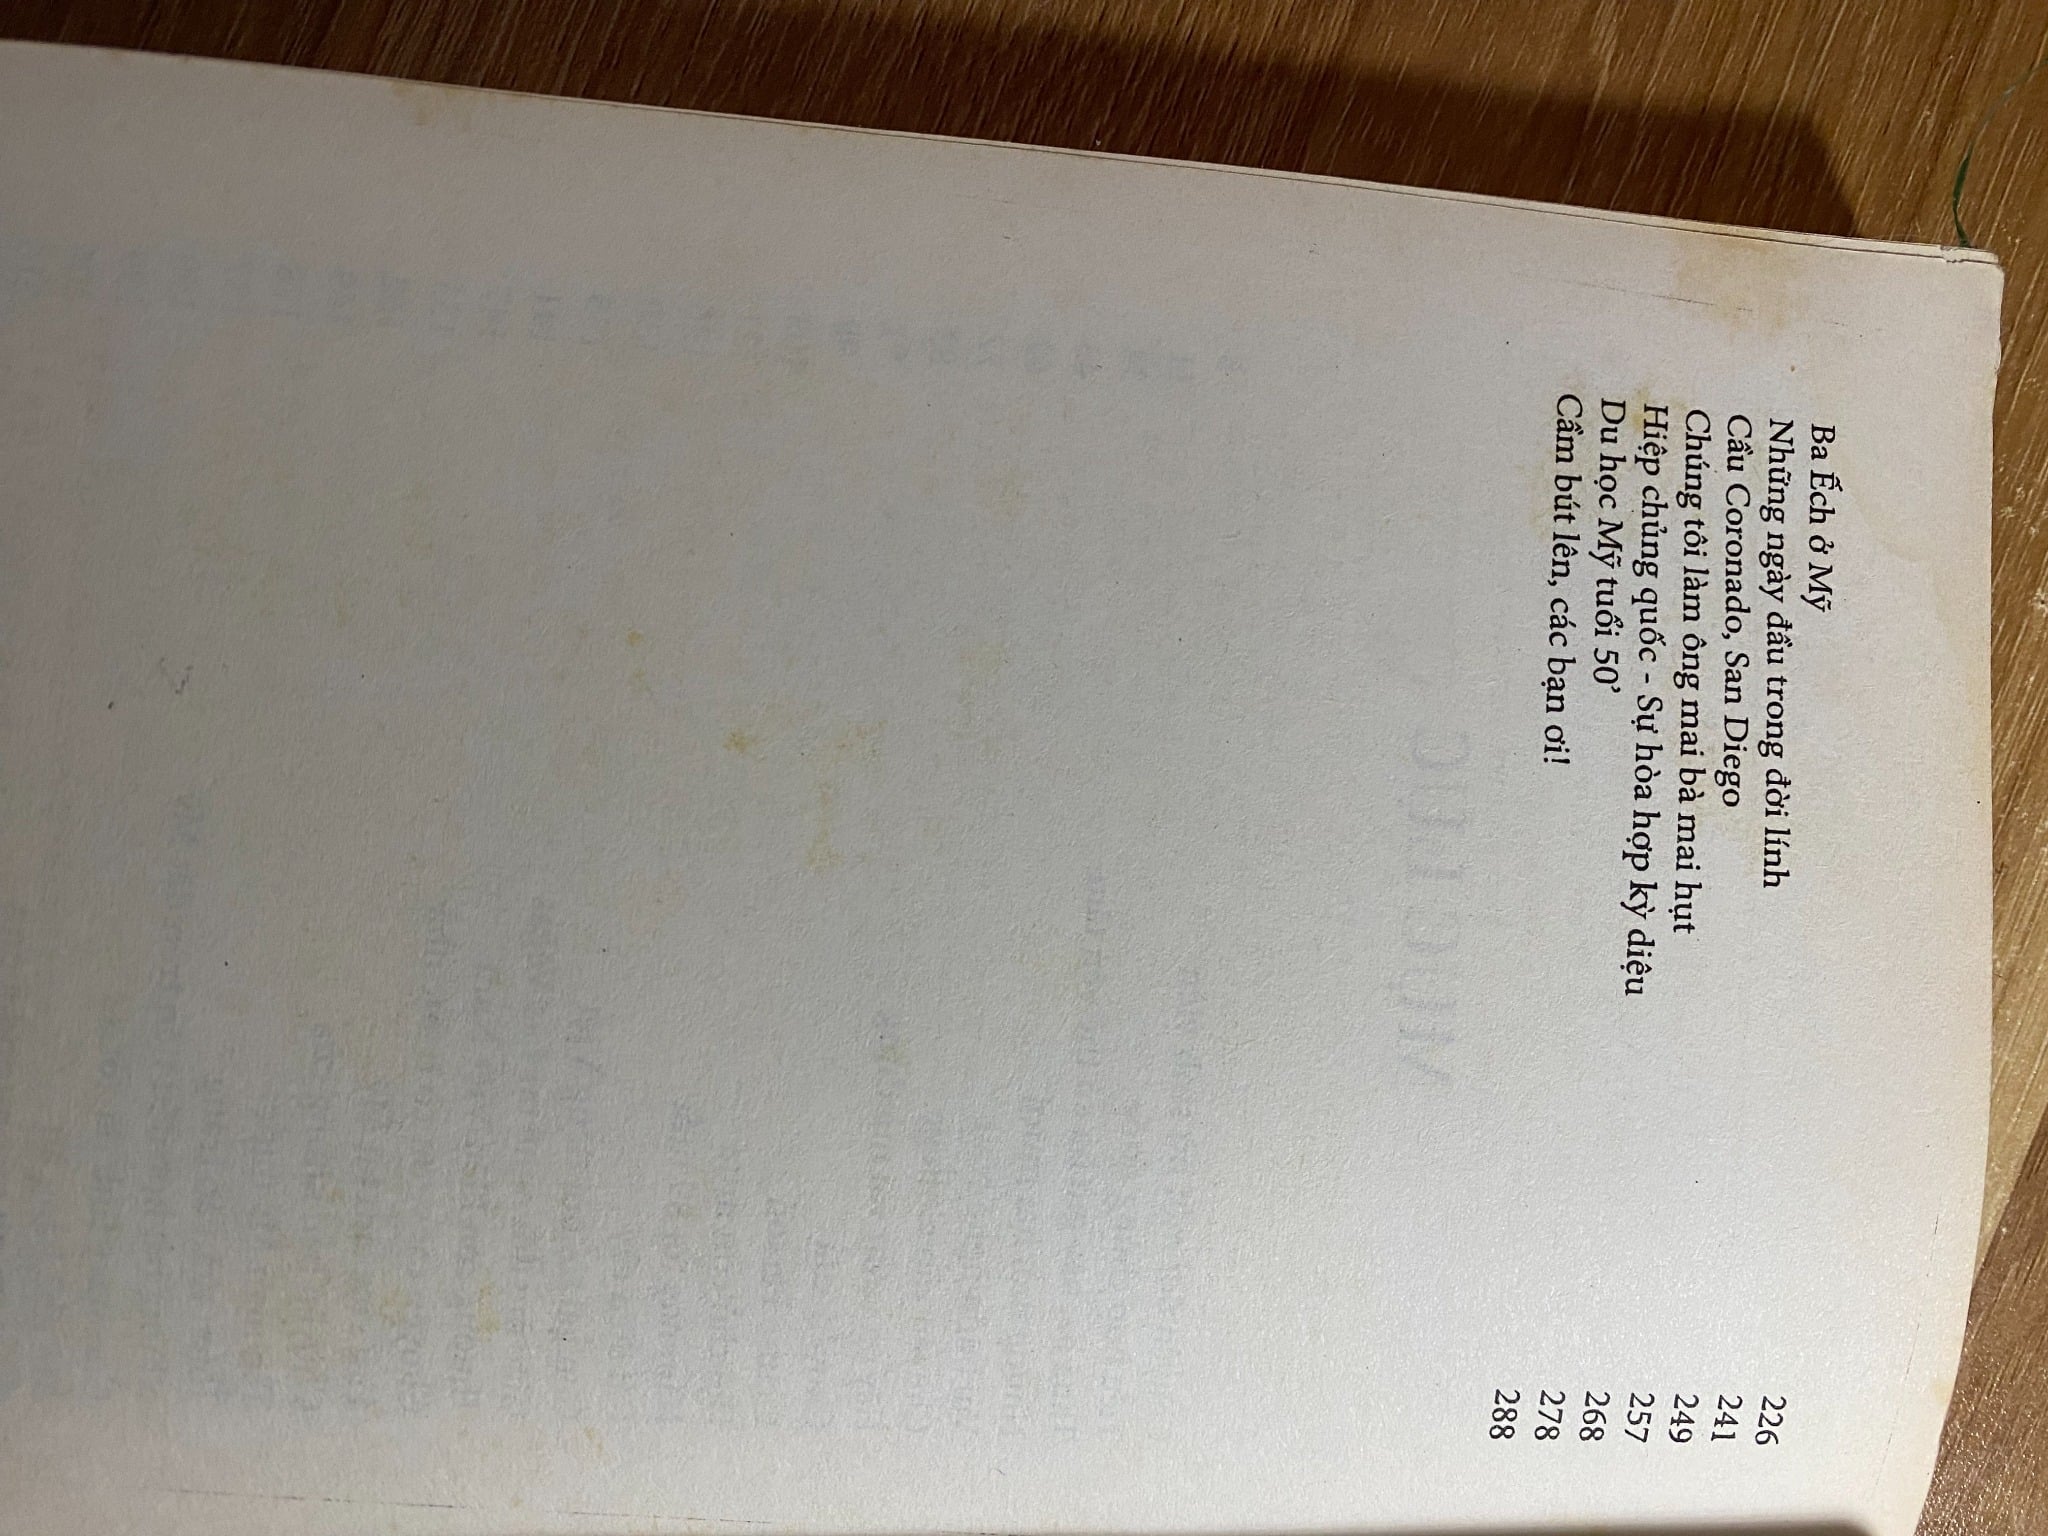 Ba Ếch ở Mỹ 226
Những ngày đầu trong đời lính 241
Cầu Coronado, San Diego 249
Chúng tôi làm ông mai bà mai hụt 257
Hiệp chủng quốc - Sự hòa hợp kỳ diệu 268
Du học Mỹ tuổi 50’ 278
Cầm bút lên, các bạn ơi! 288